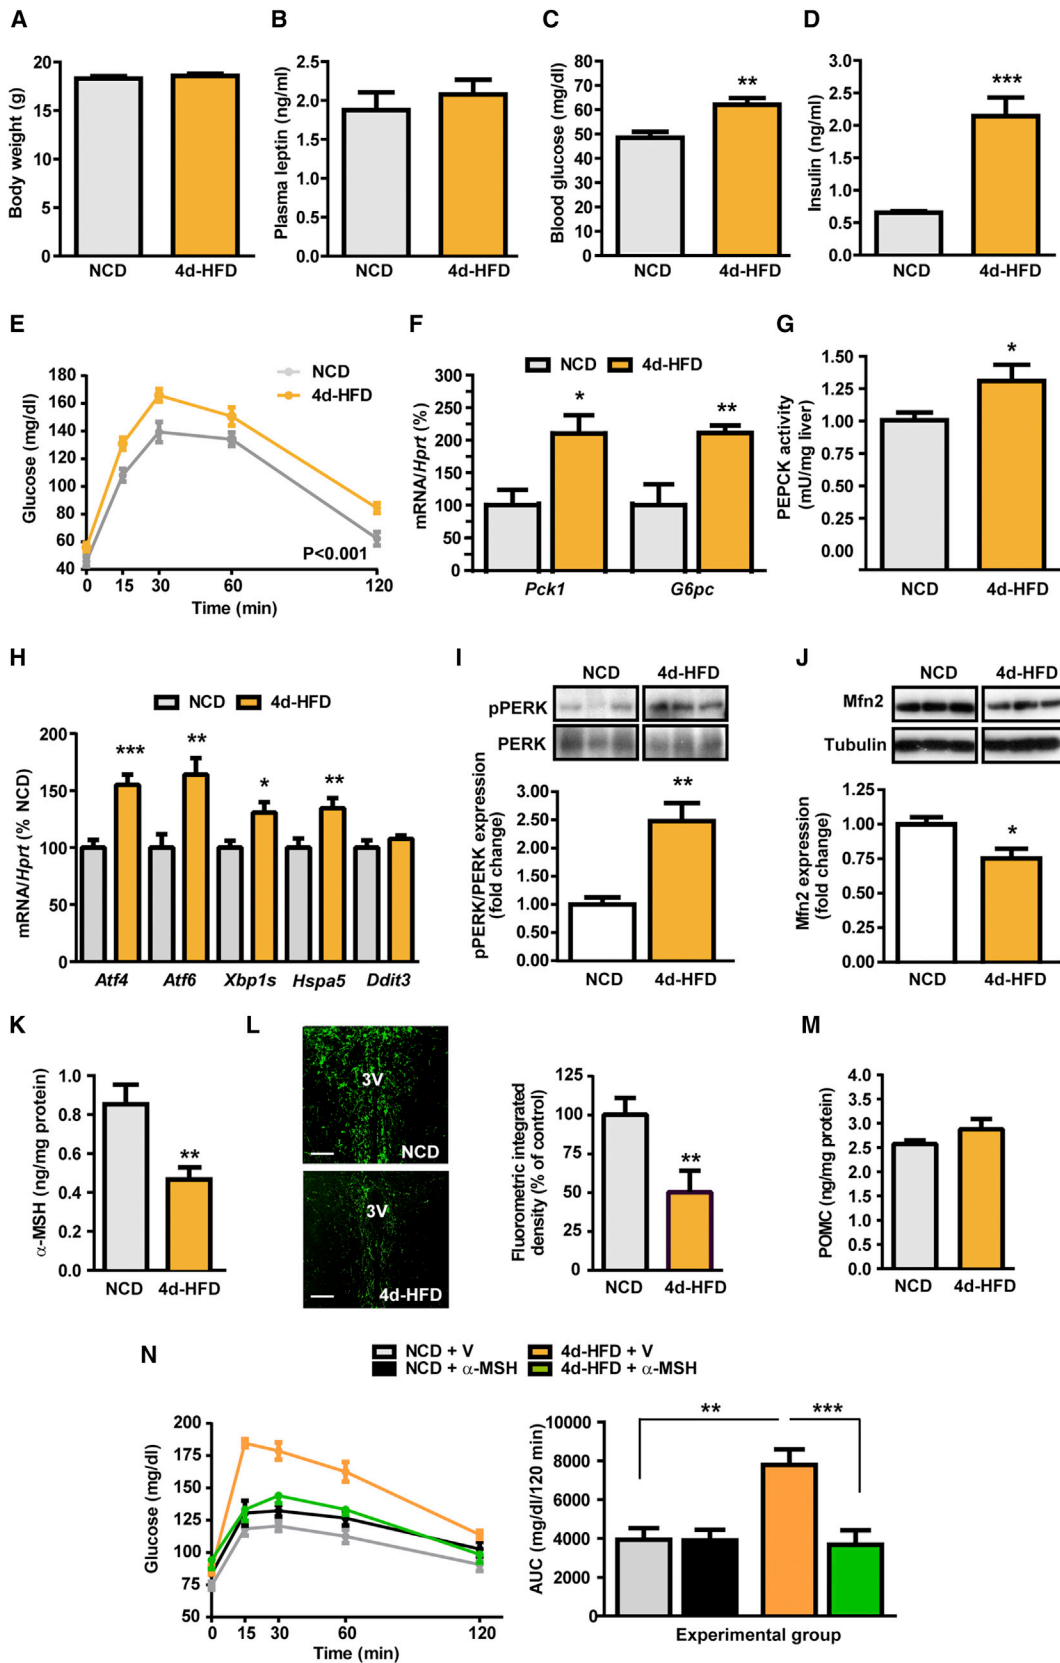 A
B
C
D
Body weight (g)
20
15
10
5
0
NCD
4d-HFD
Plasma leptin (ng/ml)
2.5
2.0
1.5
1.0
0.5
0.0
NCD
4d-HFD
Blood glucose (mg/dl)
80
70
60
50
40
30
20
10
0
**
NCD
4d-HFD
Insulin (ng/ml)
3.0
2.5
2.0
1.5
1.0
0.5
0.0
***
NCD
4d-HFD
E
F
G
Glucose (mg/dl)
180
160
140
120
100
80
60
40
NCD
4d-HFD
P<0.001
0 15 30 60 120
Time (min)
NCD 4d-HFD
mRNA/Hprt (%)
300
250
200
150
100
50
0
* **
Pck1 G6pc
PEPCK activity
(mU/mg liver)
1.50
1.25
1.00
0.75
0.50
0.25
0.00
*
NCD 4d-HFD
H
I
J
NCD 4d-HFD
mRNA/Hprt (% NCD)
200
150
100
50
0
*** ** * **
Atf4 Atf6 Xbp1s Hspa5 Ddit3
NCD 4d-HFD
pPERK
PERK
pPERK/PERK expression
(fold change)
3.00
2.50
2.00
1.50
1.00
0.50
0.00
**
NCD 4d-HFD
NCD 4d-HFD
Mfn2
Tubulin
Mfn2 expression
(fold change)
1.25
1.00
0.75
0.50
0.25
0.00
*
NCD 4d-HFD
K
L
M
α-MSH (ng/mg protein)
1.0
0.8
0.6
0.4
0.2
0.0
**
NCD 4d-HFD
3V
NCD
3V
4d-HFD
Fluorometric integrated
density (% of control)
125
100
75
50
25
0
**
NCD 4d-HFD
POMC (ng/mg protein)
4.0
3.5
3.0
2.5
2.0
1.5
1.0
0.5
0.0
NCD 4d-HFD
N
NCD + V 4d-HFD + V
NCD + α-MSH 4d-HFD + α-MSH
Glucose (mg/dl)
200
175
150
125
100
75
50
0 15 30 60 120
Time (min)
AUC (mg/dl/120 min)
10000
8000
6000
4000
2000
0
** ***
Experimental group